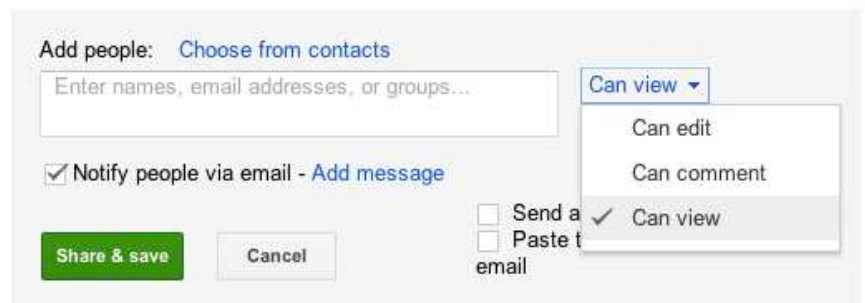 Add people: Choose from contacts
Enter names, email addresses, or groups...
Can view
Can edit
Can comment
Can view
Notify people via email - Add message
Send a
Paste t
email
Share & save
Cancel